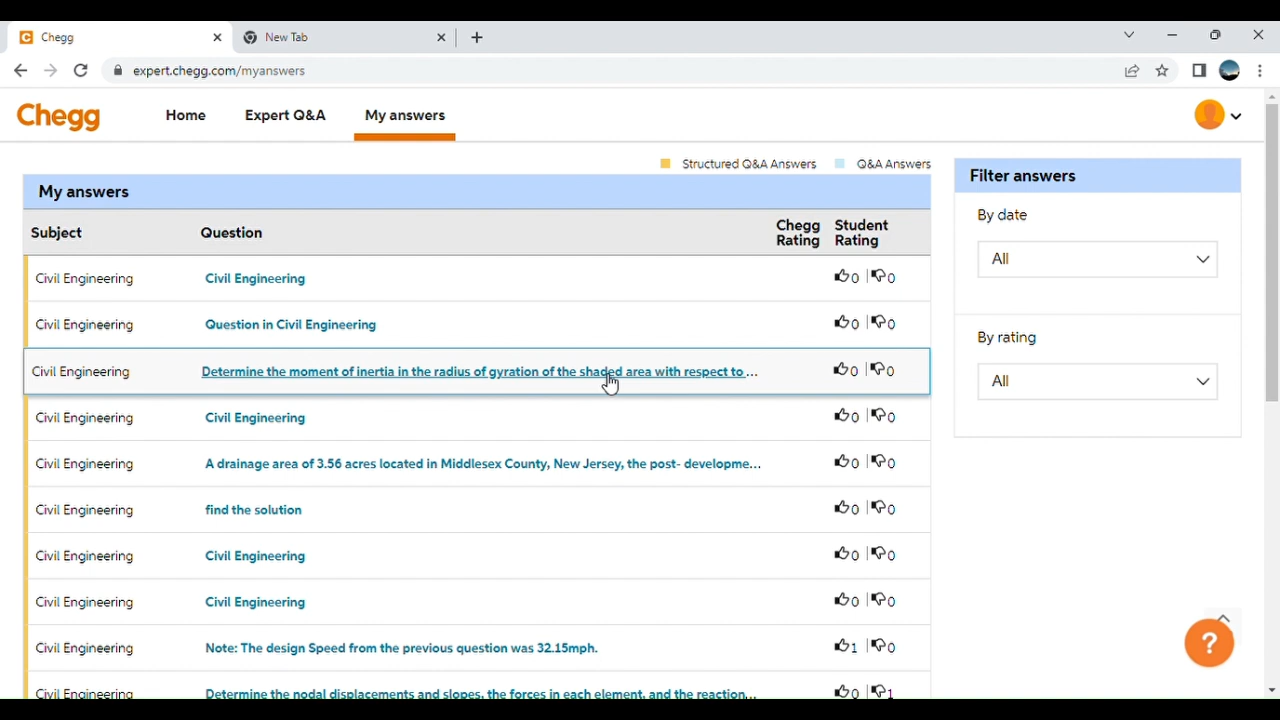 Chegg
New Tab
expert.chegg.com/myanswers
Chegg
Home
Expert Q&A
My answers
Structured Q&A Answers
Q&A Answers
My answers
Subject
Question
Chegg Rating
Student Rating
Civil Engineering Civil Engineering 0 0
Civil Engineering Question in Civil Engineering 0 0
Civil Engineering Determine the moment of inertia in the radius of gyration of the shaded area with respect to ... 0 0
Civil Engineering Civil Engineering 0 0
Civil Engineering A drainage area of 3.56 acres located in Middlesex County, New Jersey, the post- developme... 0 0
Civil Engineering find the solution 0 0
Civil Engineering Civil Engineering 0 0
Civil Engineering Civil Engineering 0 0
Civil Engineering Note: The design Speed from the previous question was 32.15mph. 1 0
Civil Engineering Determine the nodal displacements and slopes, the forces in each element, and the reaction... 0 1
Filter answers
By date
All
By rating
All
?